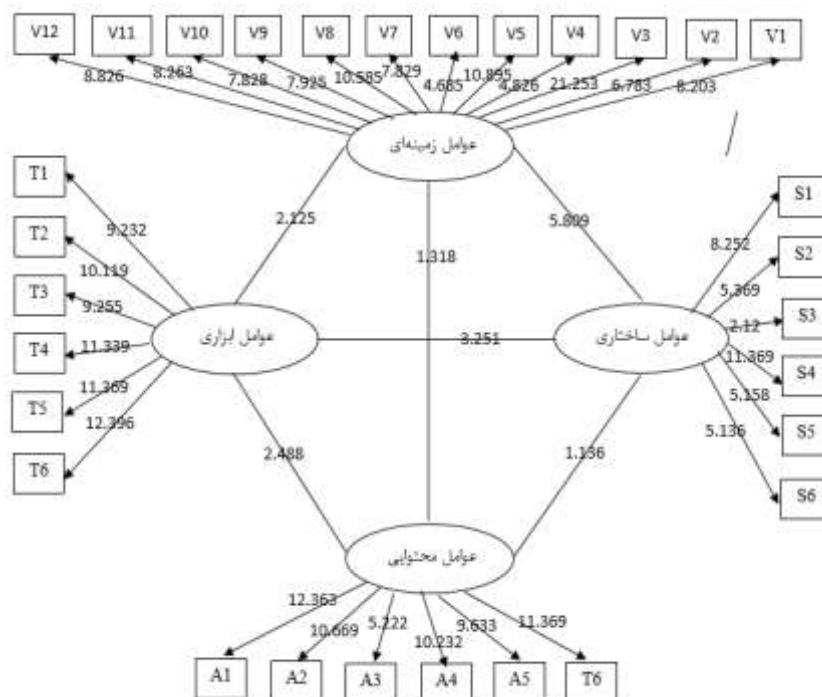 V12 V11 V10 V9 V8 V7 V6 V5 V4 V3 V2 V1
8.826 8.263 7.828 7.925 10.585 7.829 4.685 10.895 4.826 21.253 6.783 8.203
عوامل زمینه‌ای
T1
T2
T3
T4
T5
T6
9.232
10.119
9.255
11.339
11.369
12.396
2.125
1.318
5.809
S1
S2
S3
S4
S5
S6
8.252
5.369
2.12
11.369
5.158
5.136
عوامل ابزاری
3.251
عوامل ساختاری
2.488
1.136
عوامل محتوایی
12.363 10.669 5.222 10.232 9.633 11.369
A1 A2 A3 A4 A5 T6